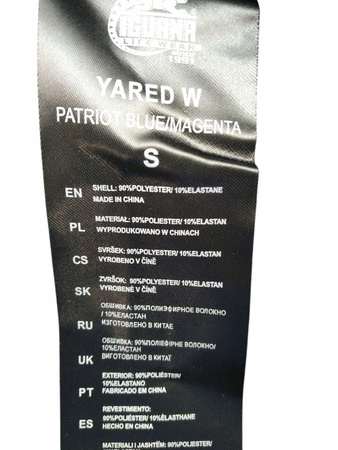 IGUANA
LIFEWEAR
1991
YARED W
PATRIOT BLUE/MAGENTA
S
EN SHELL: 90%POLYESTER/ 10%ELASTANE
MADE IN CHINA
PL MATERIAL: 90%POLIESTER/ 10%ELASTAN
WYPRODUKOWANO W CHINACH
CS SVRŠEK: 90%POLYESTER/ 10%ELASTAN
VYROBENO V ČÍNĚ
SK ZVRŠOK: 90%POLYESTER/ 10%ELASTAN
VYROBENÉ V ČÍNE
RU ОБШИВКА: 90%ПОЛИЭФИРНОЕ ВОЛОКНО
/ 10%ЕЛАСТАН
ИЗГОТОВЛЕНО В КИТАЕ
UK ОБШИВКА: 90%ПОЛІЕФІРНЕ ВОЛОКНО/
10%ЕЛАСТАН
ВИГОТОВЛЕНО В КИТАЇ
PT EXTERIOR: 90%POLIÉSTER/
10%ELASTANO
FABRICADO EM CHINA
ES REVESTIMIENTO:
90%POLIÉSTER/ 10%ELASTHANE
HECHO EN CHINA
MATERIALI I JASHTËM: 90%POLIESTER/